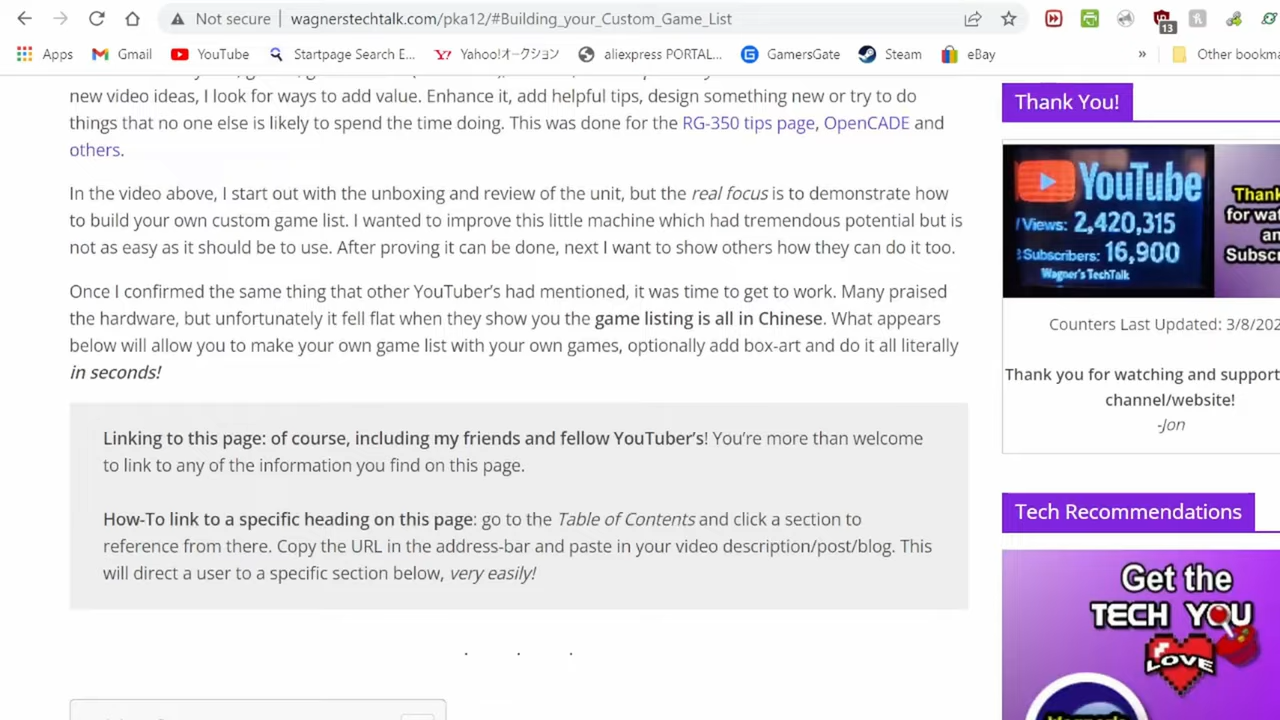 Not secure
wagnerstechtalk.com/pka12/#Building_your_Custom_Game_List
13
Apps
Gmail
YouTube
Startpage Search E...
Yahoo!オークション
aliexpress PORTAL...
GamersGate
Steam
eBay
»
Other bookma
new video ideas, I look for ways to add value. Enhance it, add helpful tips, design something new or try to do
things that no one else is likely to spend the time doing. This was done for the RG-350 tips page, OpenCADE and
others.
In the video above, I start out with the unboxing and review of the unit, but the real focus is to demonstrate how
to build your own custom game list. I wanted to improve this little machine which had tremendous potential but is
not as easy as it should be to use. After proving it can be done, next I want to show others how they can do it too.
Once I confirmed the same thing that other YouTuber's had mentioned, it was time to get to work. Many praised
the hardware, but unfortunately it fell flat when they show you the game listing is all in Chinese. What appears
below will allow you to make your own game list with your own games, optionally add box-art and do it all literally
in seconds!
Linking to this page: of course, including my friends and fellow YouTuber's! You're more than welcome
to link to any of the information you find on this page.
How-To link to a specific heading on this page: go to the Table of Contents and click a section to
reference from there. Copy the URL in the address-bar and paste in your video description/post/blog. This
will direct a user to a specific section below, very easily!
. . .
Thank You!
YouTube
Views: 2,420,315
Subscribers: 16,900
Wagner's TechTalk
Thank
for wat
an
Subsc
Counters Last Updated: 3/8/202
Thank you for watching and support
channel/website!
-Jon
Tech Recommendations
Get the
TECH YOU
LOVE